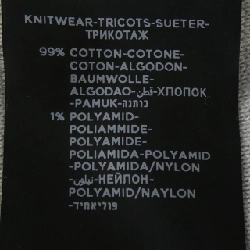 KNITWEAR-TRICOTS-SUETER-
ТРИКОТАЖ
99% COTTON-COTONE-
COTON-ALGODON-
BAUMWOLLE-
ALGODAO-قطن-ХЛОПОК
-PAMUK-כותנה
1% POLYAMID-
POLIAMMIDE-
POLYAMIDE-
POLIAMIDA-POLYAMID
-POLYAMIDA/NYLON
-نيلون-НЕЙЛОН-
POLYAMID/NAYLON-
פוליאמיד